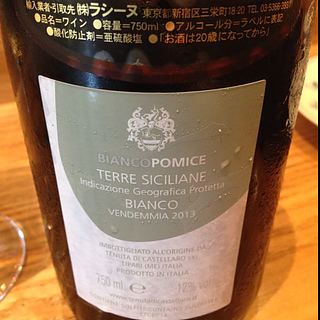 輸入業者・引取先 ㈱ラシーヌ 東京都新宿区三栄町18-20
●品名=ワイン ●容量=750ml ●アルコール分=ラベルに表記
●酸化防止剤=亜硫酸塩 ●「お酒は20歳になってから」
BIANCOPOMICE
TERRE SICILIANE
Indicazione Geografica Protetta
BIANCO
VENDEMMIA 2013
IMBOTTIGLIATO ALL'ORIGINE DA
TENUTA DI CASTELLARO
LIPARI (ME) ITALIA
PRODOTTO IN ITALIA
750 ml 12% vol
www.tenutadicastellaro.it